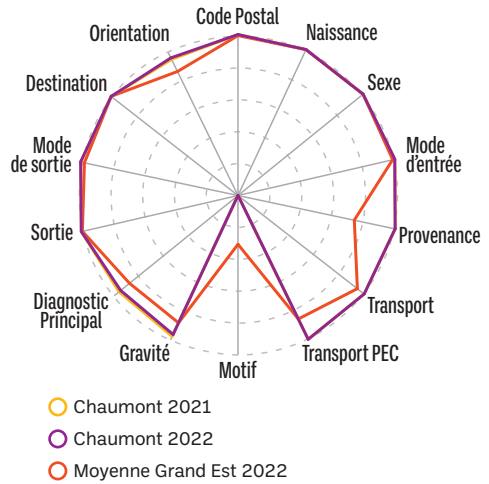 Code Postal
Naissance
Sexe
Mode
d'entrée
Provenance
Transport
Transport PEC
Motif
Gravité
Diagnostic
Principal
Sortie
Mode
de sortie
Destination
Orientation
Chaumont 2021
Chaumont 2022
Moyenne Grand Est 2022